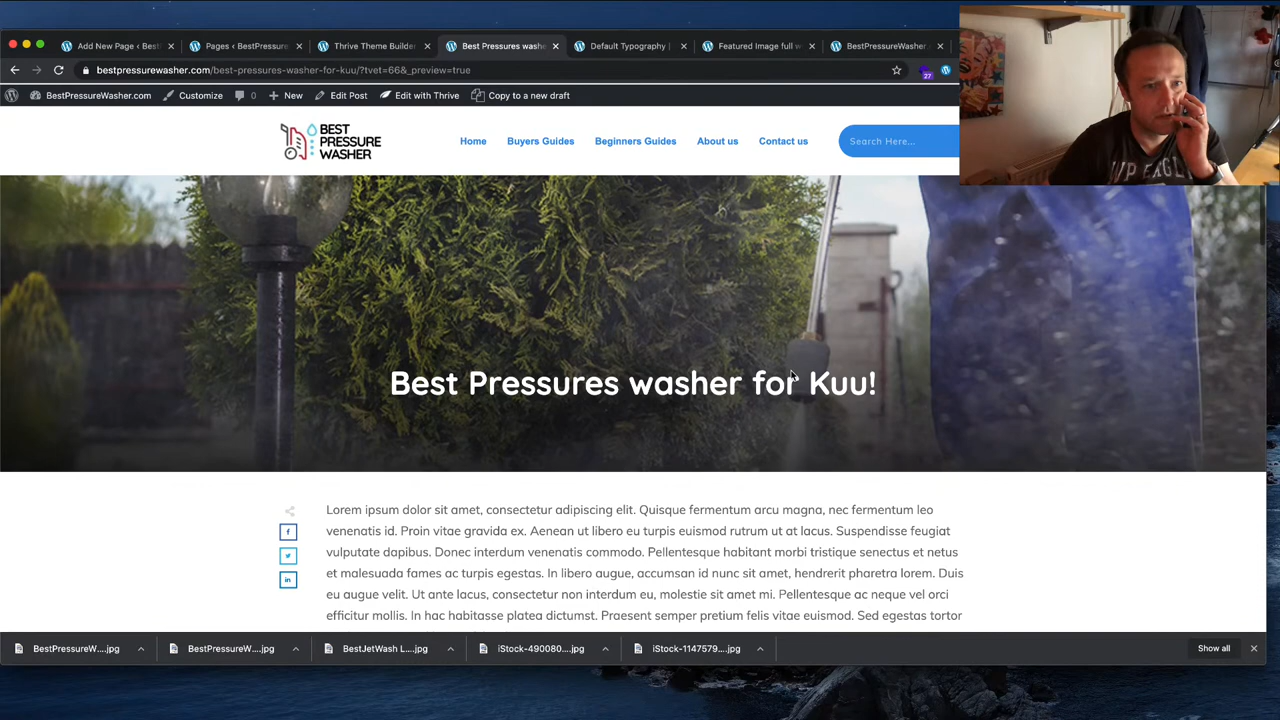 Add New Page ‹ Best
Pages ‹ BestPressure
Thrive Theme Builder
Best Pressures washe
Default Typography |
Featured Image full w
BestPressureWasher.
bestpressurewasher.com/best-pressures-washer-for-kuu/?tvet=66&_preview=true
27
BestPressureWasher.com
Customize
0
New
Edit Post
Edit with Thrive
Copy to a new draft
BEST
PRESSURE
WASHER
Home
Buyers Guides
Beginners Guides
About us
Contact us
Search Here...
Best Pressures washer for Kuu!
Lorem ipsum dolor sit amet, consectetur adipiscing elit. Quisque fermentum arcu magna, nec fermentum leo
venenatis id. Proin vitae gravida ex. Aenean ut libero eu turpis euismod rutrum ut at lacus. Suspendisse feugiat
vulputate dapibus. Donec interdum venenatis commodo. Pellentesque habitant morbi tristique senectus et netus
et malesuada fames ac turpis egestas. In libero augue, accumsan id nunc sit amet, hendrerit pharetra lorem. Duis
eu augue velit. Ut ante lacus, consectetur non interdum eu, molestie sit amet mi. Pellentesque ac neque vel orci
efficitur mollis. In hac habitasse platea dictumst. Praesent semper pretium felis vitae euismod. Sed egestas tortor
BestPressureW....jpg
BestPressureW....jpg
BestJetWash L....jpg
iStock-490080....jpg
iStock-1147579....jpg
Show all